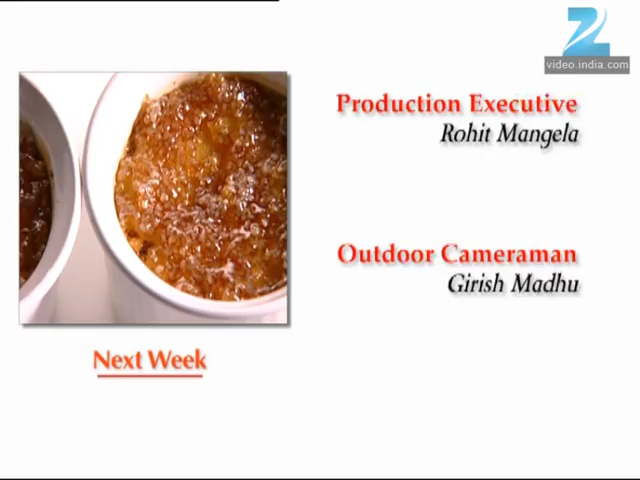 video.india.com
Production Executive
Rohit Mangela
Outdoor Cameraman
Girish Madhu
Next Week